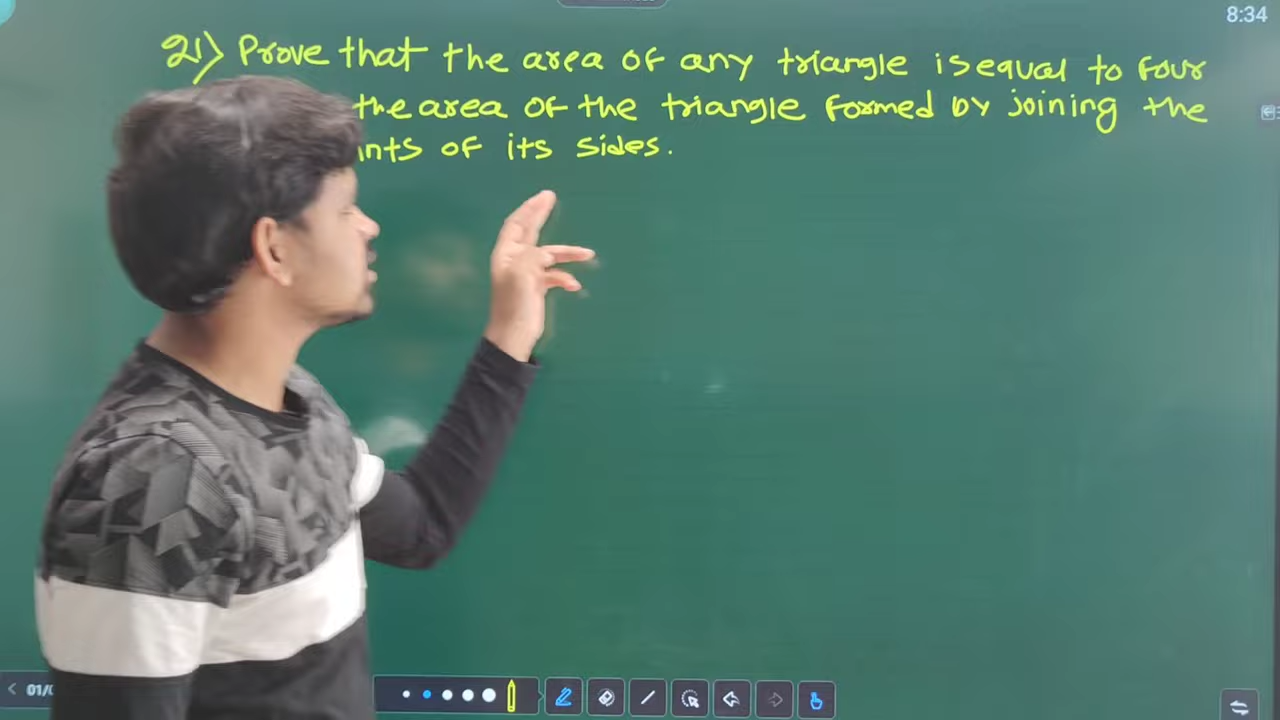 8:34
21) Prove that the area of any triangle is equal to four
the area of the triangle formed by joining the
ints of its sides.
01/0